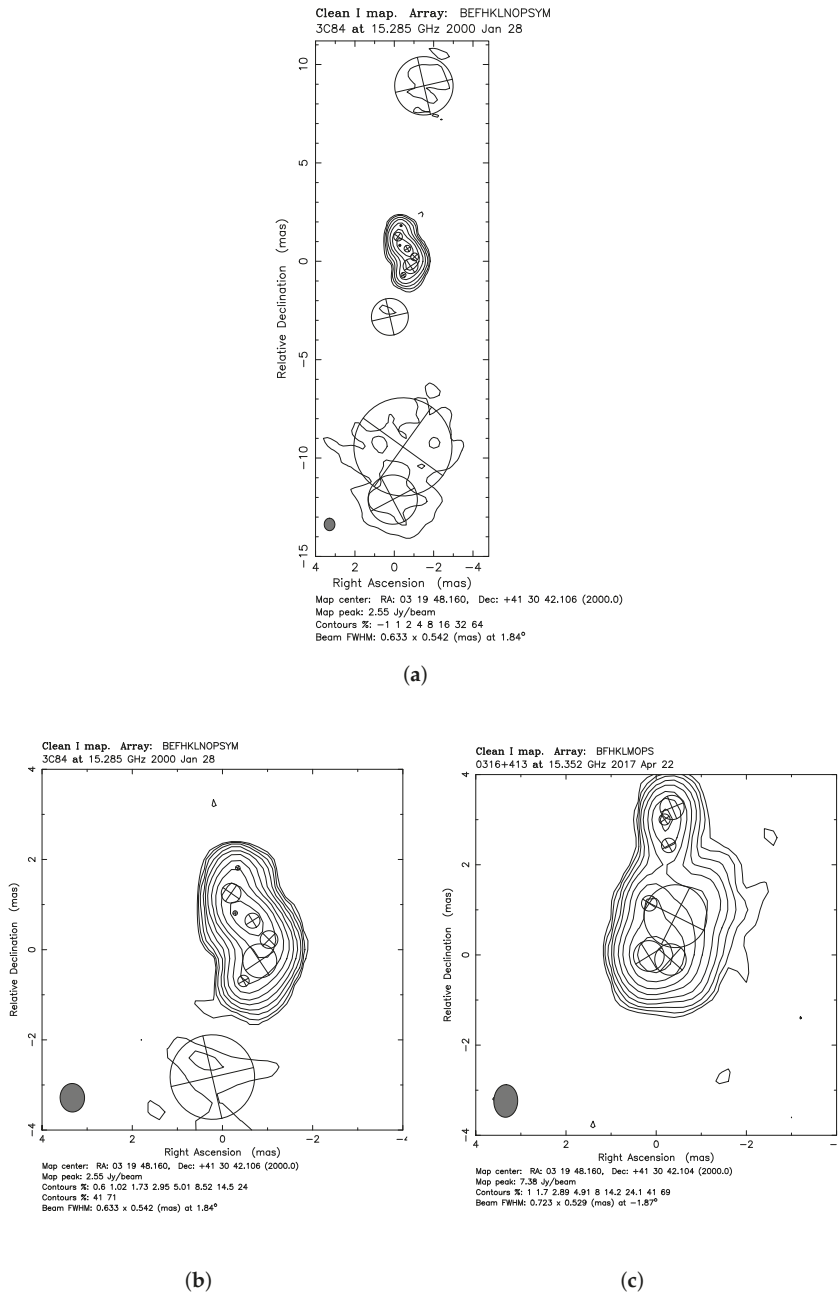 Clean I map. Array: BEFHKLNOPSYM
3C84 at 15.285 GHz 2000 Jan 28
Relative Declination (mas)
10
5
0
−5
−10
−15
4 2 0 −2 −4
Right Ascension (mas)
Map center: RA: 03 19 48.160, Dec: +41 30 42.106 (2000.0)
Map peak: 2.55 Jy/beam
Contours %: −1 1 2 4 8 16 32 64
Beam FWHM: 0.633 x 0.542 (mas) at 1.84°
(a)
Clean I map. Array: BEFHKLNOPSYM
3C84 at 15.285 GHz 2000 Jan 28
Relative Declination (mas)
4
2
0
−2
−4
4 2 0 −2 −4
Right Ascension (mas)
Map center: RA: 03 19 48.160, Dec: +41 30 42.106 (2000.0)
Map peak: 2.55 Jy/beam
Contours %: 0.6 1.02 1.73 2.95 5.01 8.52 14.5 24
Contours %: 41 71
Beam FWHM: 0.633 x 0.542 (mas) at 1.84°
(b)
Clean I map. Array: BFHKLMOPS
0316+413 at 15.352 GHz 2017 Apr 22
Relative Declination (mas)
4
2
0
−2
−4
4 2 0 −2 −4
Right Ascension (mas)
Map center: RA: 03 19 48.160, Dec: +41 30 42.104 (2000.0)
Map peak: 7.38 Jy/beam
Contours %: 1 1.7 2.89 4.91 8 14.2 24.1 41 69
Beam FWHM: 0.723 x 0.529 (mas) at −1.87°
(c)